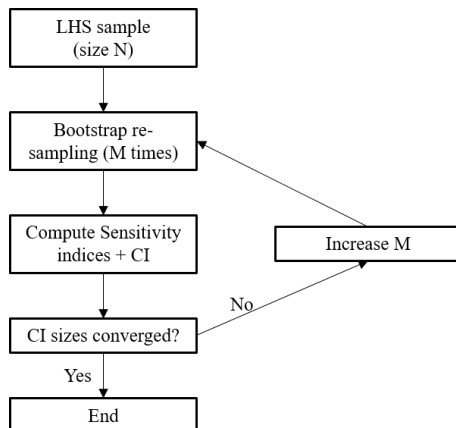 LHS sample
(size N)
Bootstrap re-
sampling (M times)
Compute Sensitivity
indices + CI
Increase M
No
CI sizes converged?
Yes
End